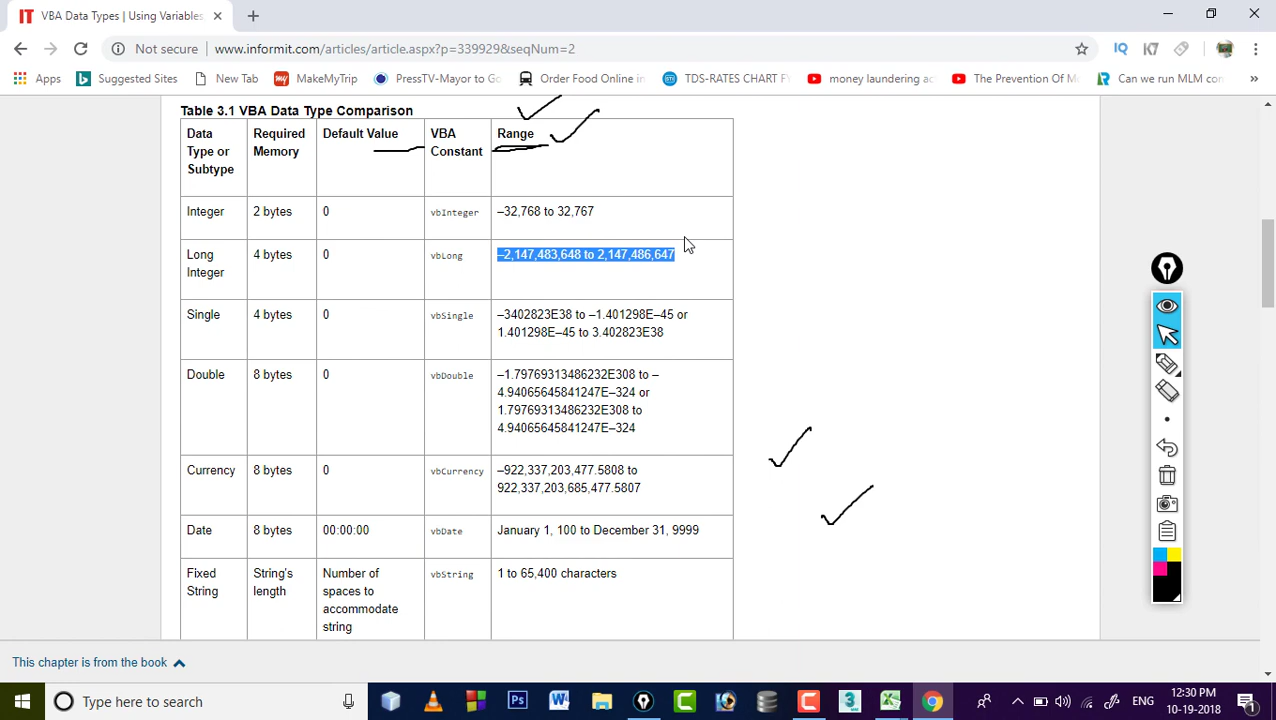 VBA Data Types | Using Variables,
Not secure
www.informit.com/articles/article.aspx?p=339929&seqNum=2
Apps
Suggested Sites
New Tab
MakeMyTrip
PressTV-Mayor to Go
Order Food Online in
TDS-RATES CHART FY
money laundering ac
The Prevention Of M
Can we run MLM con
Table 3.1 VBA Data Type Comparison
Data Type or Subtype
Required Memory
Default Value
VBA Constant
Range
Integer
2 bytes
0
vbInteger
–32,768 to 32,767
Long Integer
4 bytes
0
vbLong
–2,147,483,648 to 2,147,486,647
Single
4 bytes
0
vbSingle
–3402823E38 to –1.401298E–45 or
1.401298E–45 to 3.402823E38
Double
8 bytes
0
vbDouble
–1.79769313486232E308 to –
4.94065645841247E–324 or
1.79769313486232E308 to
4.94065645841247E–324
Currency
8 bytes
0
vbCurrency
–922,337,203,477.5808 to
922,337,203,685,477.5807
Date
8 bytes
00:00:00
vbDate
January 1, 100 to December 31, 9999
Fixed String
String's length
Number of spaces to accommodate string
vbString
1 to 65,400 characters
This chapter is from the book
Type here to search
ENG
12:30 PM
10-19-2018